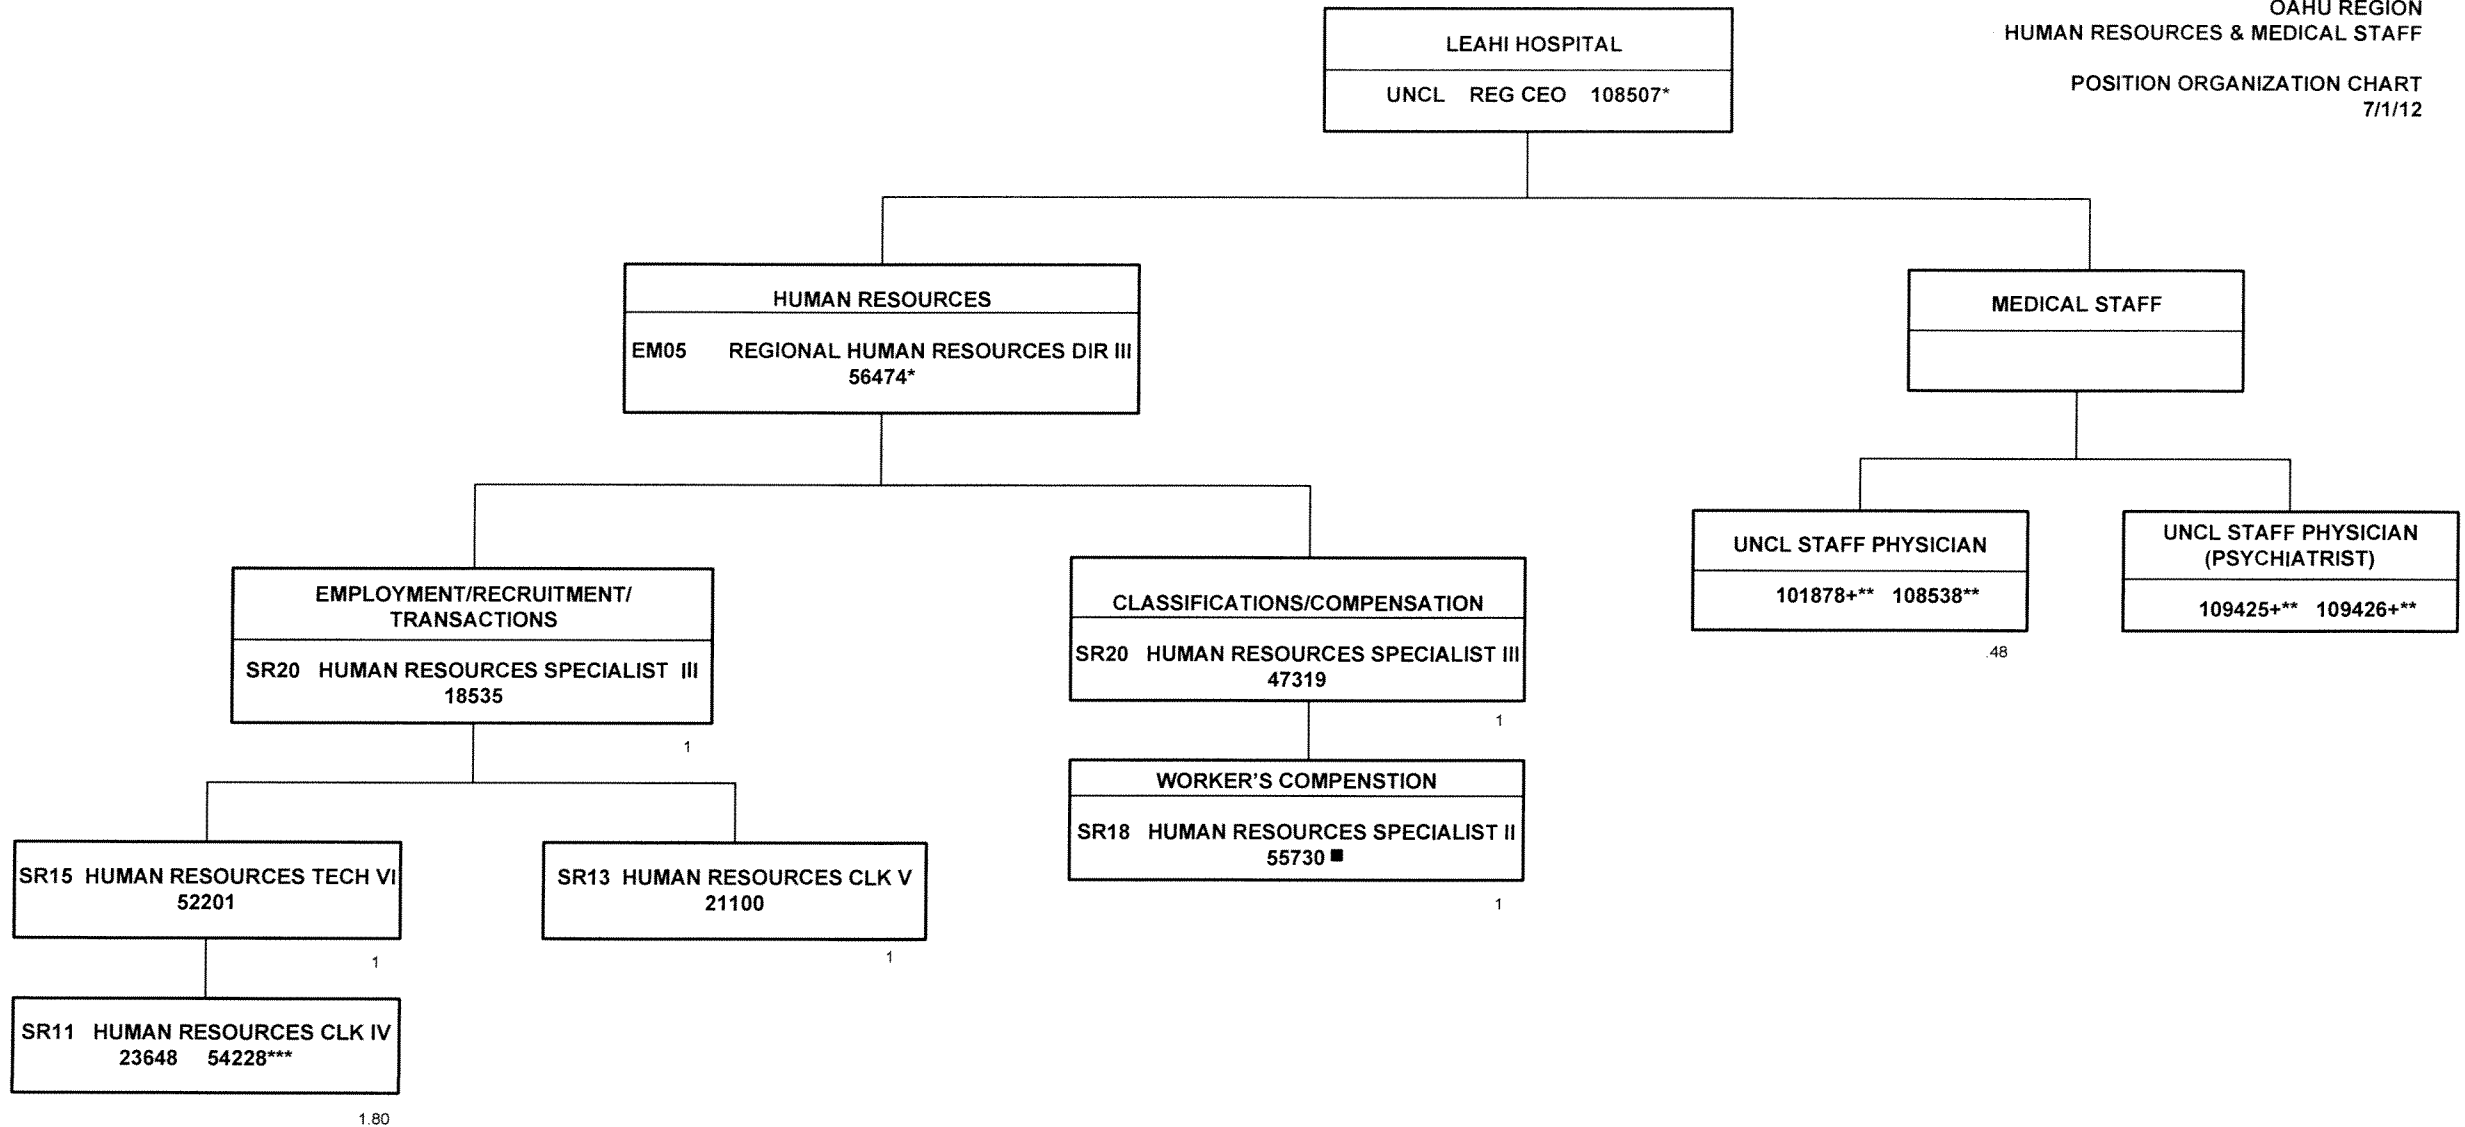 OAHU REGION
HUMAN RESOURCES & MEDICAL STAFF
POSITION ORGANIZATION CHART
7/1/12
LEAHI HOSPITAL
UNCL REG CEO 108507*
HUMAN RESOURCES
EM05 REGIONAL HUMAN RESOURCES DIR III
56474*
MEDICAL STAFF
EMPLOYMENT/RECRUITMENT/
TRANSACTIONS
SR20 HUMAN RESOURCES SPECIALIST III
18535
1
CLASSIFICATIONS/COMPENSATION
SR20 HUMAN RESOURCES SPECIALIST III
47319
1
UNCL STAFF PHYSICIAN
101878+** 108538**
.48
UNCL STAFF PHYSICIAN
(PSYCHIATRIST)
109425+** 109426+**
WORKER'S COMPENSTION
SR18 HUMAN RESOURCES SPECIALIST II
55730 ■
1
SR15 HUMAN RESOURCES TECH VI
52201
1
SR13 HUMAN RESOURCES CLK V
21100
1
SR11 HUMAN RESOURCES CLK IV
23648 54228***
1.80